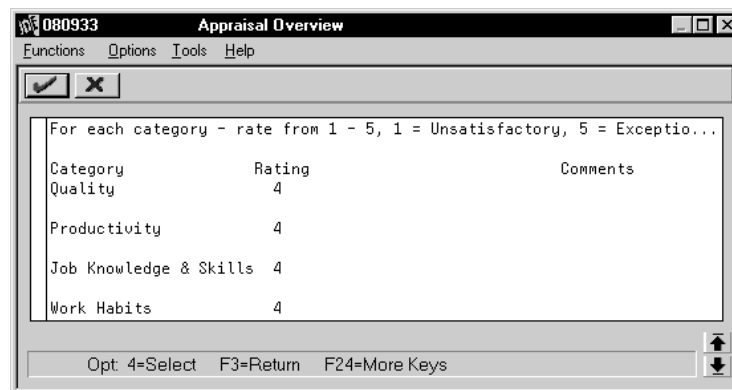 JDE 080933 Appraisal Overview
Functions Options Tools Help
For each category - rate from 1 - 5, 1 = Unsatisfactory, 5 = Exceptio...
Category Rating Comments
Quality 4
Productivity 4
Job Knowledge & Skills 4
Work Habits 4
Opt: 4=Select F3=Return F24=More Keys